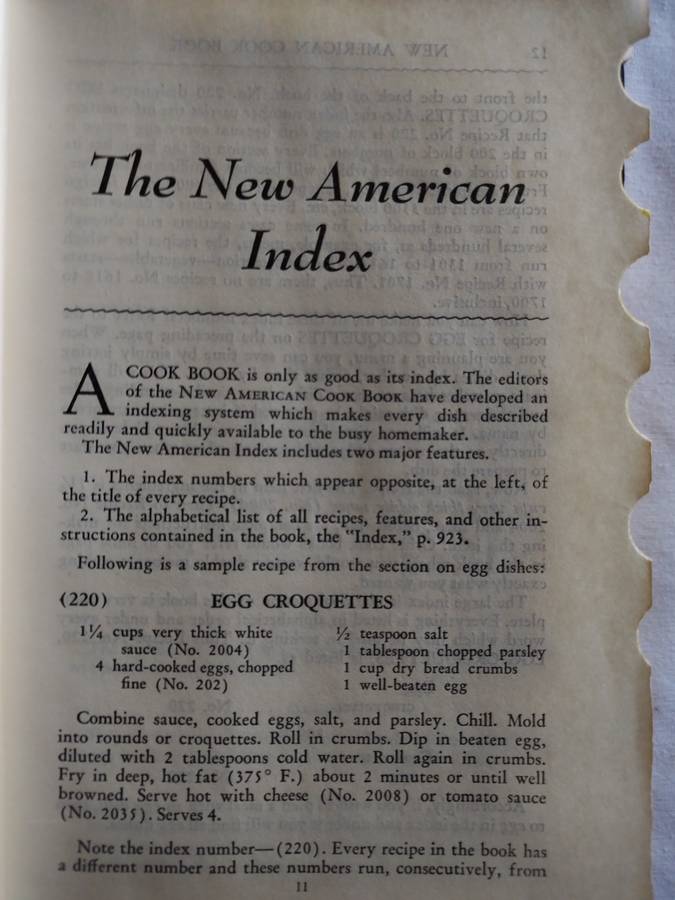 The New American
Index
A COOK BOOK is only as good as its index. The editors
of the NEW AMERICAN COOK BOOK have developed an
indexing system which makes every dish described
readily and quickly available to the busy homemaker.
The New American Index includes two major features.
1. The index numbers which appear opposite, at the left, of
the title of every recipe.
2. The alphabetical list of all recipes, features, and other in-
structions contained in the book, the "Index," p. 923.
Following is a sample recipe from the section on egg dishes:
(220) EGG CROQUETTES
1¼ cups very thick white
sauce (No. 2004)
4 hard-cooked eggs, chopped
fine (No. 202)
½ teaspoon salt
1 tablespoon chopped parsley
1 cup dry bread crumbs
1 well-beaten egg
Combine sauce, cooked eggs, salt, and parsley. Chill. Mold
into rounds or croquettes. Roll in crumbs. Dip in beaten egg,
diluted with 2 tablespoons cold water. Roll again in crumbs.
Fry in deep, hot fat (375° F.) about 2 minutes or until well
browned. Serve hot with cheese (No. 2008) or tomato sauce
(No. 2035). Serves 4.
Note the index number—(220). Every recipe in the book has
a different number and these numbers run, consecutively, from
11